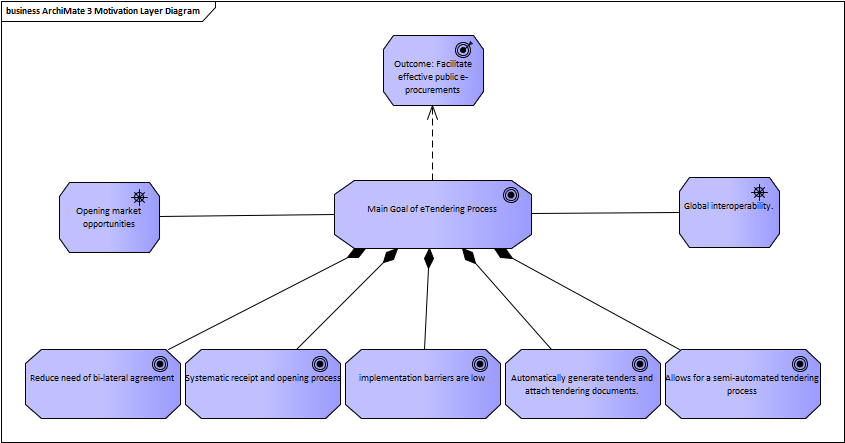 business ArchiMate 3 Motivation Layer Diagram
Outcome: Facilitate
effective public e-
procurements
Opening market
opportunities
Main Goal of eTendering Process
Global interoperability.
Reduce need of bi-lateral agreement
Systematic receipt and opening process
implementation barriers are low
Automatically generate tenders and
attach tendering documents.
Allows for a semi-automated tendering
process